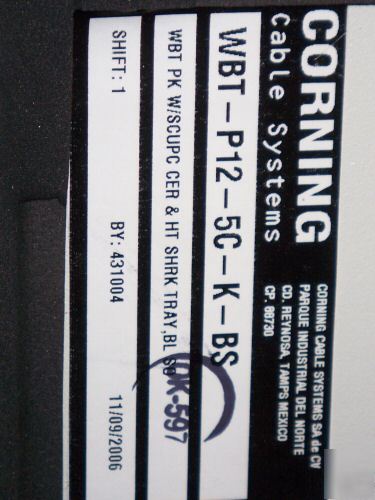 CORNING
Cable Systems
CORNING CABLE SYSTEMS SA de CV
PARQUE INDUSTRIAL DEL NORTE
CD. REYNOSA, TAMPS MEXICO
CP. 88730
WBT-P12-5C-K-BS
WBT PK W/SCUPC CER & HT SHRK TRAY,BL
OK-597
SHIFT: 1
BY: 431004
11/09/2006